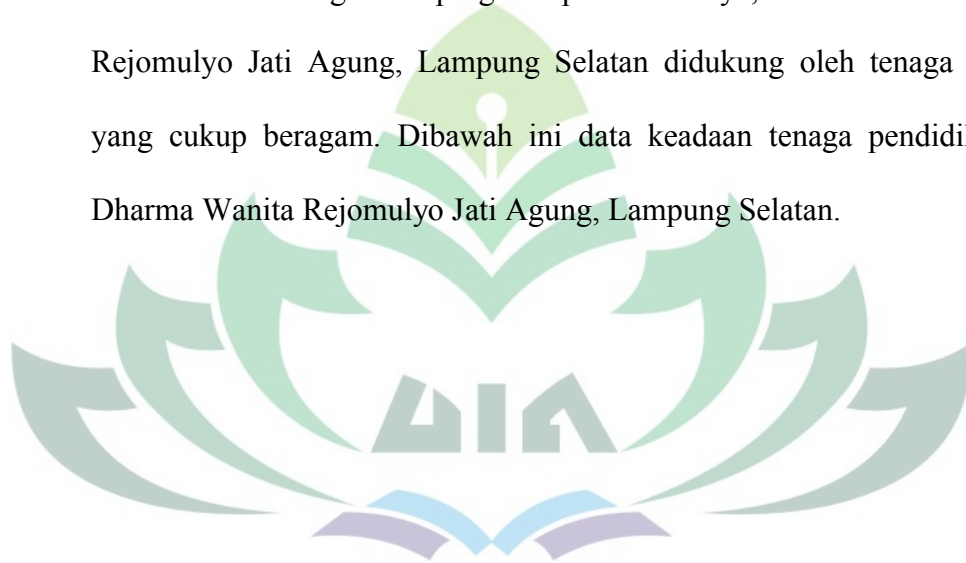 Rejomulyo Jati Agung, Lampung Selatan didukung oleh tenaga
yang cukup beragam. Dibawah ini data keadaan tenaga
Dharma Wanita Rejomulyo Jati Agung, Lampung Selatan.
UIN